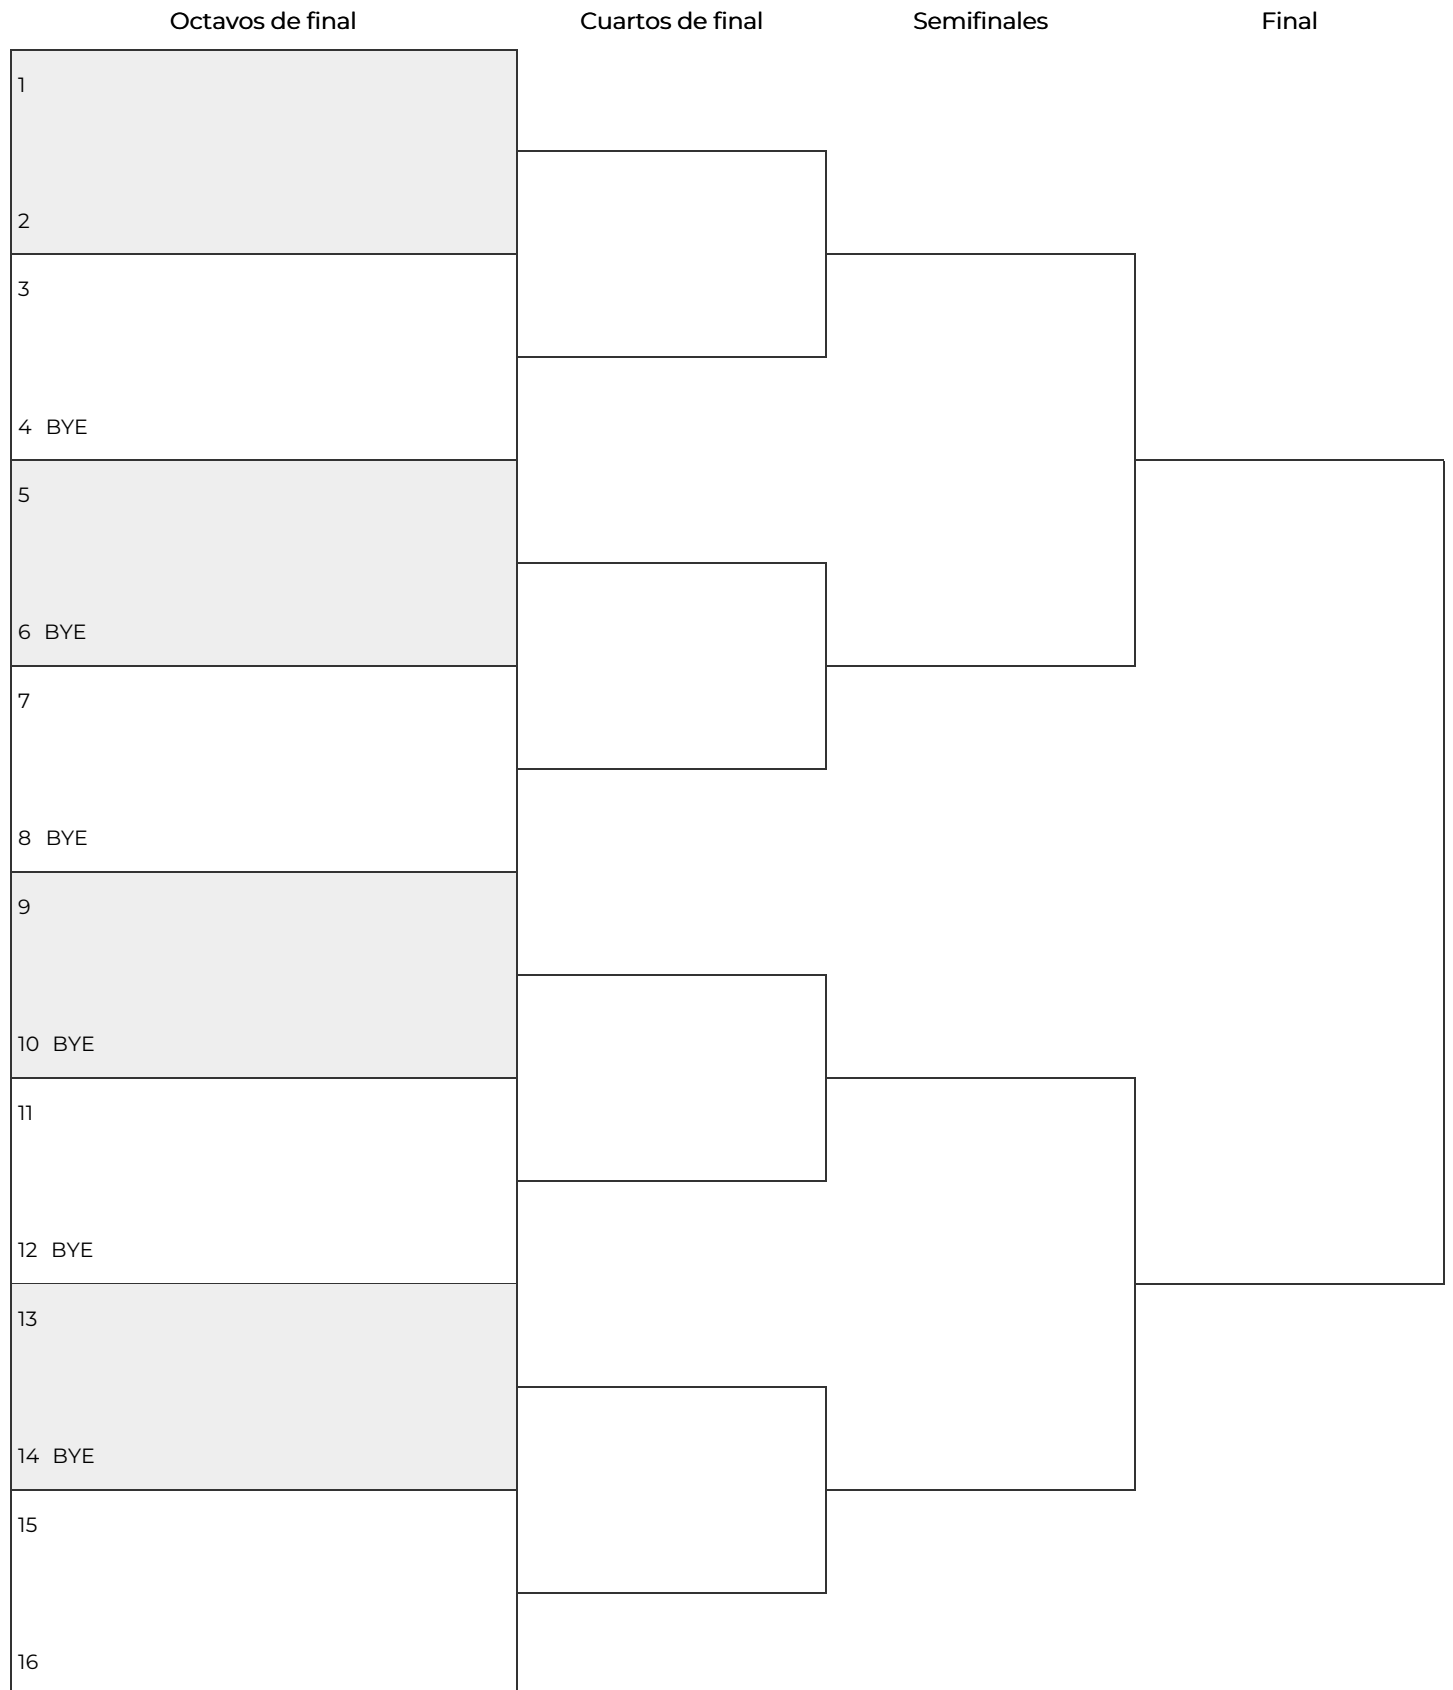 Octavos de final Cuartos de final Semifinales Final
1
2
3
4 BYE
5
6 BYE
7
8 BYE
9
10 BYE
11
12 BYE
13
14 BYE
15
16